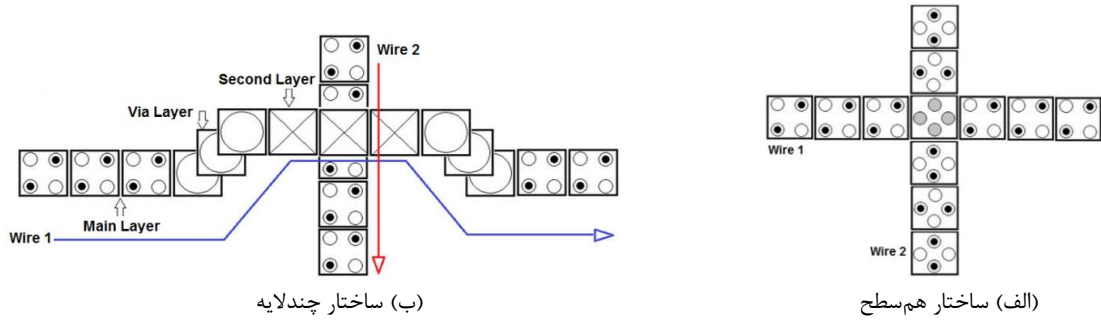 Wire 2
Second Layer
Via Layer
Main Layer
Wire 1
(ب) ساختار چندلایه
Wire 1
Wire 2
(الف) ساختار هم‌سطح